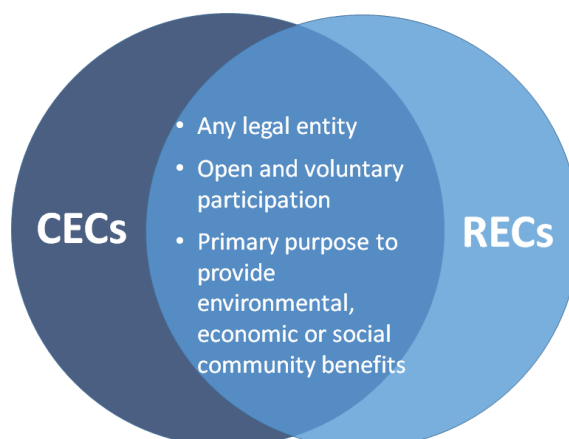 • Any legal entity
• Open and voluntary
participation
CECs
RECs
• Primary purpose to
provide
environmental,
economic or social
community benefits